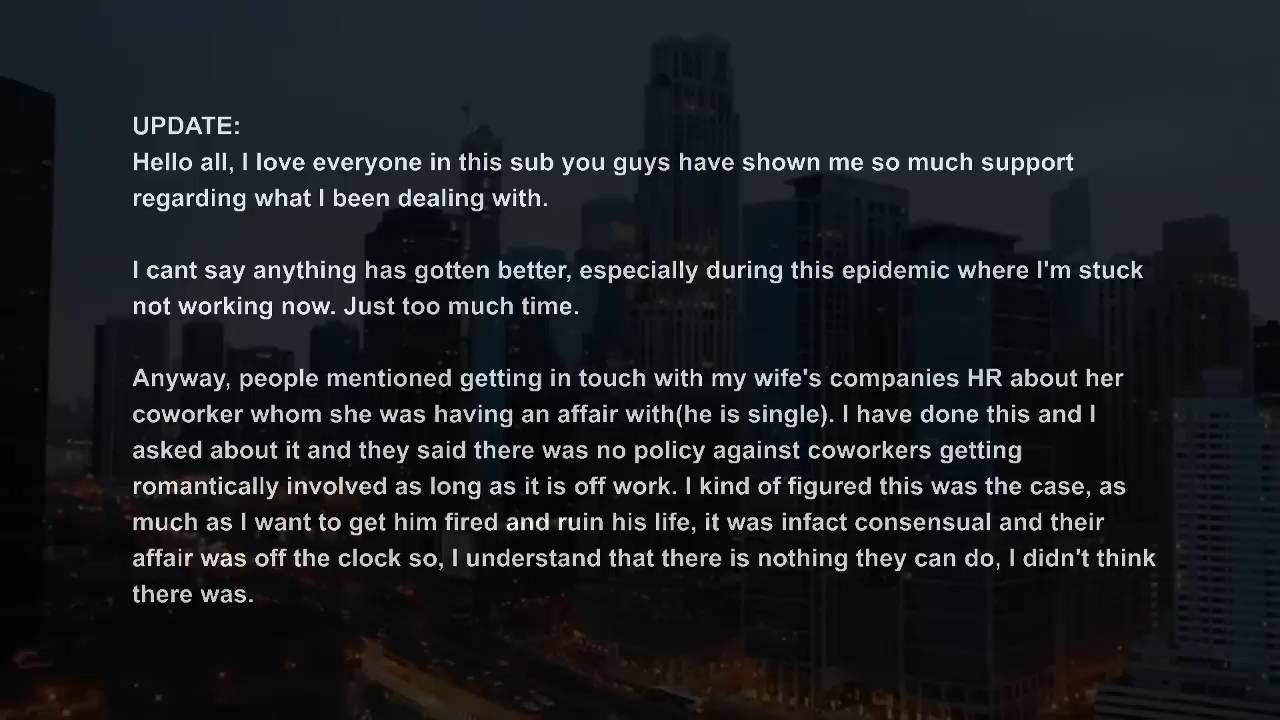 UPDATE:
Hello all, I love everyone in this sub you guys have shown me so much support
regarding what I been dealing with.
I cant say anything has gotten better, especially during this epidemic where I'm stuck
not working now. Just too much time.
Anyway, people mentioned getting in touch with my wife's companies HR about her
coworker whom she was having an affair with(he is single). I have done this and I
asked about it and they said there was no policy against coworkers getting
romantically involved as long as it is off work. I kind of figured this was the case, as
much as I want to get him fired and ruin his life, it was infact consensual and their
affair was off the clock so, I understand that there is nothing they can do, I didn't think
there was.